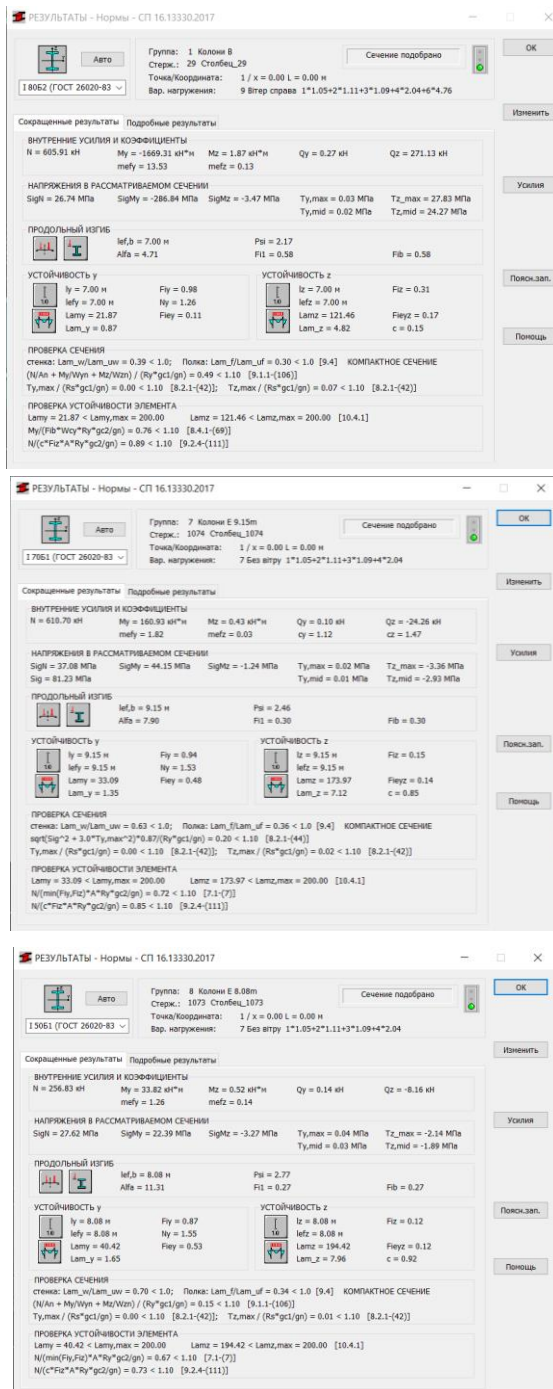 РЕЗУЛЬТАТЫ - Нормы - СП 16.13330.2017
Авто
I 80Б2 (ГОСТ 26020-83
Группа: 1 Колони В
Стерж.: 29 Столбец_29
Точка/Координата: 1 / x = 0.00 L = 0.00 м
Вар. нагружения: 9 Вітер справа 1*1.05+2*1.11+3*1.09+4*2.04+6*4.76
Сечение подобрано
OK
Изменить
Усилия
Поясн.зап.
Помощь
Сокращенные результаты Подробные результаты
ВНУТРЕННИЕ УСИЛИЯ И КОЭФФИЦИЕНТЫ
N = 605.91 кН My = -1669.31 кН*м Mz = 1.87 кН*м Qy = 0.27 кН Qz = 271.13 кН
mefy = 13.53 mefz = 0.13
НАПРЯЖЕНИЯ В РАССМАТРИВАЕМОМ СЕЧЕНИИ
SigN = 26.74 МПа SigMy = -286.84 МПа SigMz = -3.47 МПа Ty,max = 0.03 МПа Tz_max = 27.83 МПа
Ty,mid = 0.02 МПа Tz,mid = 24.27 МПа
ПРОДОЛЬНЫЙ ИЗГИБ
lef,b = 7.00 м Psi = 2.17
Alfa = 4.71 Fi1 = 0.58 Fib = 0.58
УСТОЙЧИВОСТЬ y УСТОЙЧИВОСТЬ z
ly = 7.00 м Fiy = 0.98 lz = 7.00 м Fiz = 0.31
lefy = 7.00 м Ny = 1.26 lefz = 7.00 м
Lamy = 21.87 Fiey = 0.11 Lamz = 121.46 Fieyz = 0.17
Lam_y = 0.87 Lam_z = 4.82 c = 0.15
ПРОВЕРКА СЕЧЕНИЯ
стенка: Lam_w/Lam_uw = 0.39 < 1.0; Полка: Lam_f/Lam_uf = 0.30 < 1.0 [9.4] КОМПАКТНОЕ СЕЧЕНИЕ
(N/An + My/Wyn + Mz/Wzn) / (Ry*gc1/gn) = 0.49 < 1.10 [9.1.1-(106)]
Ty,max / (Rs*gc1/gn) = 0.00 < 1.10 [8.2.1-(42)]; Tz,max / (Rs*gc1/gn) = 0.07 < 1.10 [8.2.1-(42)]
ПРОВЕРКА УСТОЙЧИВОСТИ ЭЛЕМЕНТА
Lamy = 21.87 < Lamy,max = 200.00 Lamz = 121.46 < Lamz,max = 200.00 [10.4.1]
My/(Fib*Wcy*Ry*gc2/gn) = 0.76 < 1.10 [8.4.1-(69)]
N/(c*Fiz*A*Ry*gc2/gn) = 0.89 < 1.10 [9.2.4-(111)]
РЕЗУЛЬТАТЫ - Нормы - СП 16.13330.2017
Авто
I 70Б1 (ГОСТ 26020-83
Группа: 7 Колони Е 9.15m
Стерж.: 1074 Столбец_1074
Точка/Координата: 1 / x = 0.00 L = 0.00 м
Вар. нагружения: 7 Без вітру 1*1.05+2*1.11+3*1.09+4*2.04
Сечение подобрано
OK
Изменить
Усилия
Поясн.зап.
Помощь
Сокращенные результаты Подробные результаты
ВНУТРЕННИЕ УСИЛИЯ И КОЭФФИЦИЕНТЫ
N = 610.70 кН My = 160.93 кН*м Mz = 0.43 кН*м Qy = 0.10 кН Qz = -24.26 кН
mefy = 1.82 mefz = 0.03 cy = 1.12 cz = 1.47
НАПРЯЖЕНИЯ В РАССМАТРИВАЕМОМ СЕЧЕНИИ
SigN = 37.08 МПа SigMy = 44.15 МПа SigMz = -1.24 МПа Ty,max = 0.02 МПа Tz_max = -3.36 МПа
Sig = 81.23 МПа Ty,mid = 0.01 МПа Tz,mid = -2.93 МПа
ПРОДОЛЬНЫЙ ИЗГИБ
lef,b = 9.15 м Psi = 2.46
Alfa = 7.90 Fi1 = 0.30 Fib = 0.30
УСТОЙЧИВОСТЬ y УСТОЙЧИВОСТЬ z
ly = 9.15 м Fiy = 0.94 lz = 9.15 м Fiz = 0.15
lefy = 9.15 м Ny = 1.53 lefz = 9.15 м
Lamy = 33.09 Fiey = 0.48 Lamz = 173.97 Fieyz = 0.14
Lam_y = 1.35 Lam_z = 7.12 c = 0.85
ПРОВЕРКА СЕЧЕНИЯ
стенка: Lam_w/Lam_uw = 0.63 < 1.0; Полка: Lam_f/Lam_uf = 0.36 < 1.0 [9.4] КОМПАКТНОЕ СЕЧЕНИЕ
sqrt(Sig^2 + 3.0*Ty,max^2)*0.87/(Ry*gc1/gn) = 0.20 < 1.10 [8.2.1-(44)]
Ty,max / (Rs*gc1/gn) = 0.00 < 1.10 [8.2.1-(42)]; Tz,max / (Rs*gc1/gn) = 0.02 < 1.10 [8.2.1-(42)]
ПРОВЕРКА УСТОЙЧИВОСТИ ЭЛЕМЕНТА
Lamy = 33.09 < Lamy,max = 200.00 Lamz = 173.97 < Lamz,max = 200.00 [10.4.1]
N/(min(Fiy,Fiz)*A*Ry*gc2/gn) = 0.72 < 1.10 [7.1-(7)]
N/(c*Fiz*A*Ry*gc2/gn) = 0.85 < 1.10 [9.2.4-(111)]
РЕЗУЛЬТАТЫ - Нормы - СП 16.13330.2017
Авто
I 50Б1 (ГОСТ 26020-83
Группа: 8 Колони Е 8.08m
Стерж.: 1073 Столбец_1073
Точка/Координата: 1 / x = 0.00 L = 0.00 м
Вар. нагружения: 7 Без вітру 1*1.05+2*1.11+3*1.09+4*2.04
Сечение подобрано
OK
Изменить
Усилия
Поясн.зап.
Помощь
Сокращенные результаты Подробные результаты
ВНУТРЕННИЕ УСИЛИЯ И КОЭФФИЦИЕНТЫ
N = 256.83 кН My = 33.82 кН*м Mz = 0.52 кН*м Qy = 0.14 кН Qz = -8.16 кН
mefy = 1.26 mefz = 0.14
НАПРЯЖЕНИЯ В РАССМАТРИВАЕМОМ СЕЧЕНИИ
SigN = 27.62 МПа SigMy = 22.39 МПа SigMz = -3.27 МПа Ty,max = 0.04 МПа Tz_max = -2.14 МПа
Ty,mid = 0.03 МПа Tz,mid = -1.89 МПа
ПРОДОЛЬНЫЙ ИЗГИБ
lef,b = 8.08 м Psi = 2.77
Alfa = 11.31 Fi1 = 0.27 Fib = 0.27
УСТОЙЧИВОСТЬ y УСТОЙЧИВОСТЬ z
ly = 8.08 м Fiy = 0.87 lz = 8.08 м Fiz = 0.12
lefy = 8.08 м Ny = 1.55 lefz = 8.08 м
Lamy = 40.42 Fiey = 0.53 Lamz = 194.42 Fieyz = 0.12
Lam_y = 1.65 Lam_z = 7.96 c = 0.92
ПРОВЕРКА СЕЧЕНИЯ
стенка: Lam_w/Lam_uw = 0.70 < 1.0; Полка: Lam_f/Lam_uf = 0.34 < 1.0 [9.4] КОМПАКТНОЕ СЕЧЕНИЕ
(N/An + My/Wyn + Mz/Wzn) / (Ry*gc1/gn) = 0.15 < 1.10 [9.1.1-(106)]
Ty,max / (Rs*gc1/gn) = 0.00 < 1.10 [8.2.1-(42)]; Tz,max / (Rs*gc1/gn) = 0.01 < 1.10 [8.2.1-(42)]
ПРОВЕРКА УСТОЙЧИВОСТИ ЭЛЕМЕНТА
Lamy = 40.42 < Lamy,max = 200.00 Lamz = 194.42 < Lamz,max = 200.00 [10.4.1]
N/(min(Fiy,Fiz)*A*Ry*gc2/gn) = 0.67 < 1.10 [7.1-(7)]
N/(c*Fiz*A*Ry*gc2/gn) = 0.73 < 1.10 [9.2.4-(111)]